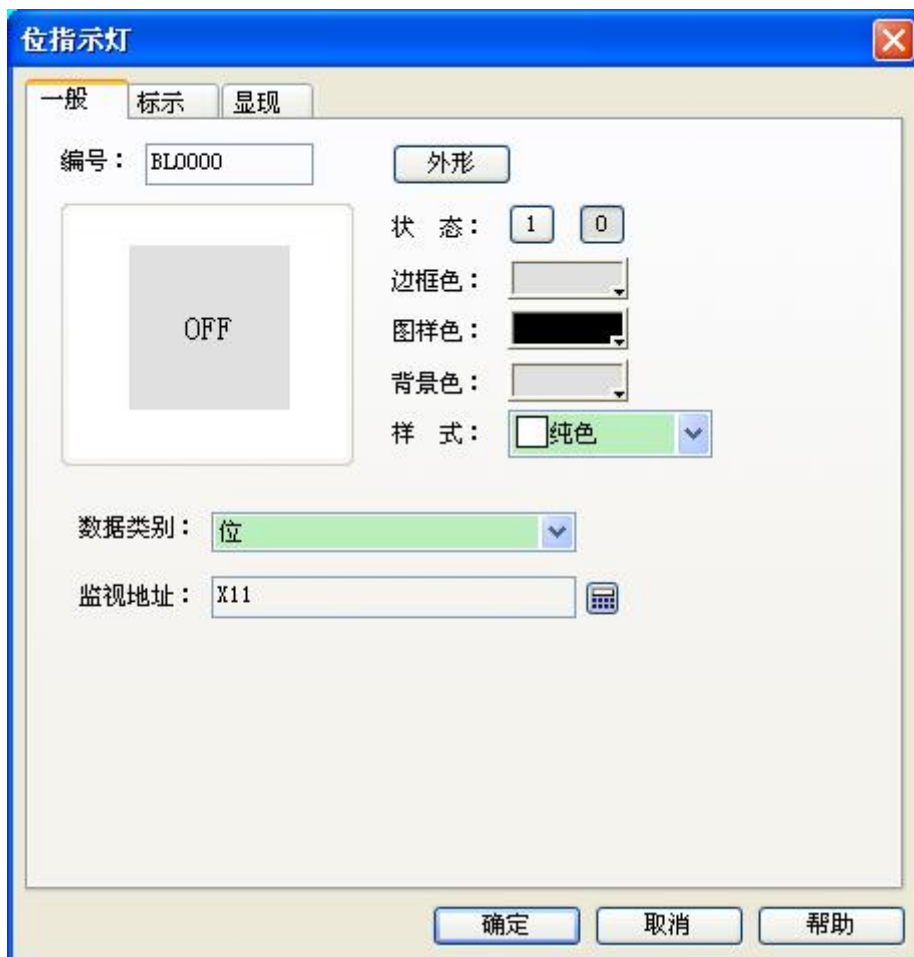 位指示灯
一般 标示 显现
编号： BL0000 外形
状 态： 1 0
边框色：
OFF
图样色：
背景色：
样 式： 纯色
数据类别： 位
监视地址： X11
确定 取消 帮助